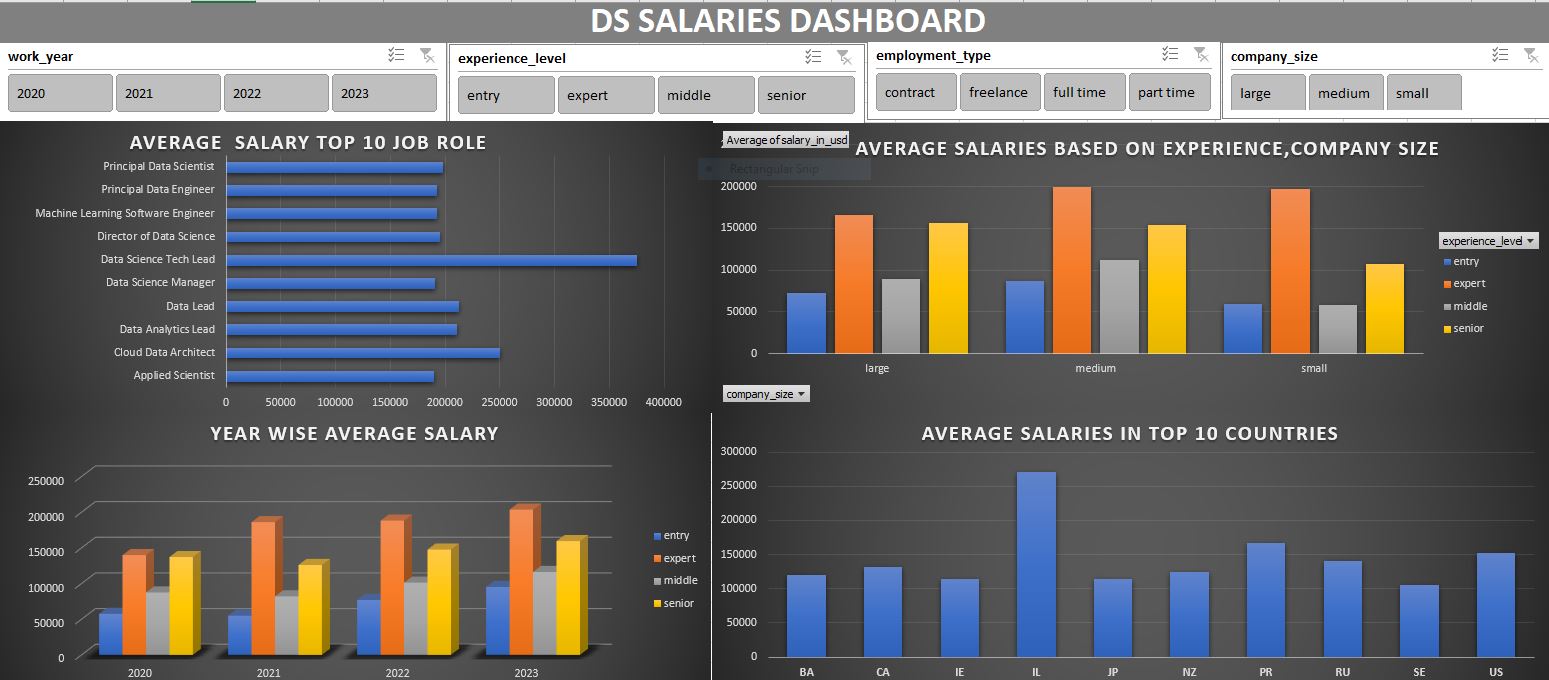 DS SALARIES DASHBOARD
work_year
2020
2021
2022
2023
experience_level
entry
expert
middle
senior
employment_type
contract
freelance
full time
part time
company_size
large
medium
small
AVERAGE  SALARY TOP 10 JOB ROLE
Principal Data Scientist
Principal Data Engineer
Machine Learning Software Engineer
Director of Data Science
Data Science Tech Lead
Data Science Manager
Data Lead
Data Analytics Lead
Cloud Data Architect
Applied Scientist
0 50000 100000 150000 200000 250000 300000 350000 400000
Average of salary_in_usd
AVERAGE SALARIES BASED ON EXPERIENCE,COMPANY SIZE
Rectangular Snip
200000
150000
100000
50000
0
large medium small
experience_level
entry
expert
middle
senior
company_size
YEAR WISE AVERAGE SALARY
250000
200000
150000
100000
50000
0
2020 2021 2022 2023
entry
expert
middle
senior
AVERAGE SALARIES IN TOP 10 COUNTRIES
300000
250000
200000
150000
100000
50000
0
BA CA IE IL JP NZ PR RU SE US